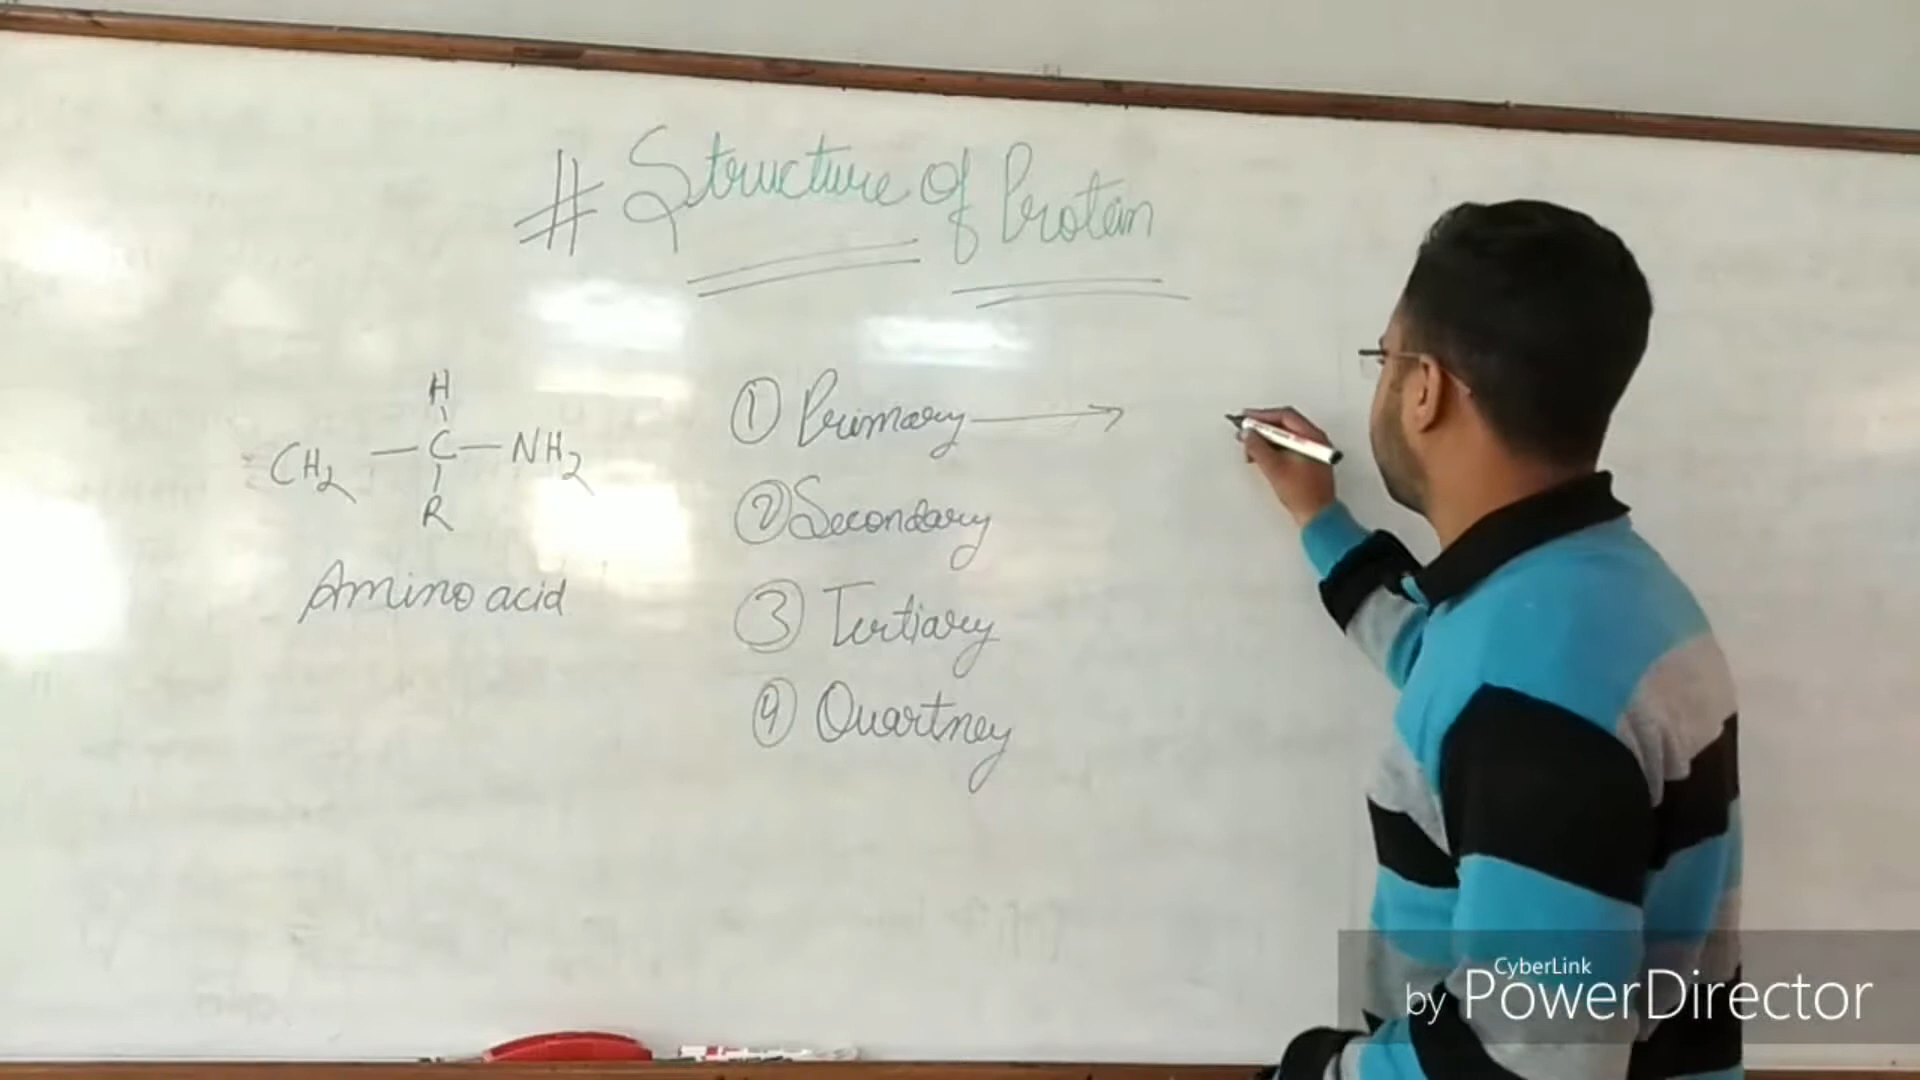 # Structure of Protein
H
CH2 — C — NH2
R
Amino acid
① Primary →
② Secondary
③ Tertiary
④ Quartney
CyberLink
by PowerDirector